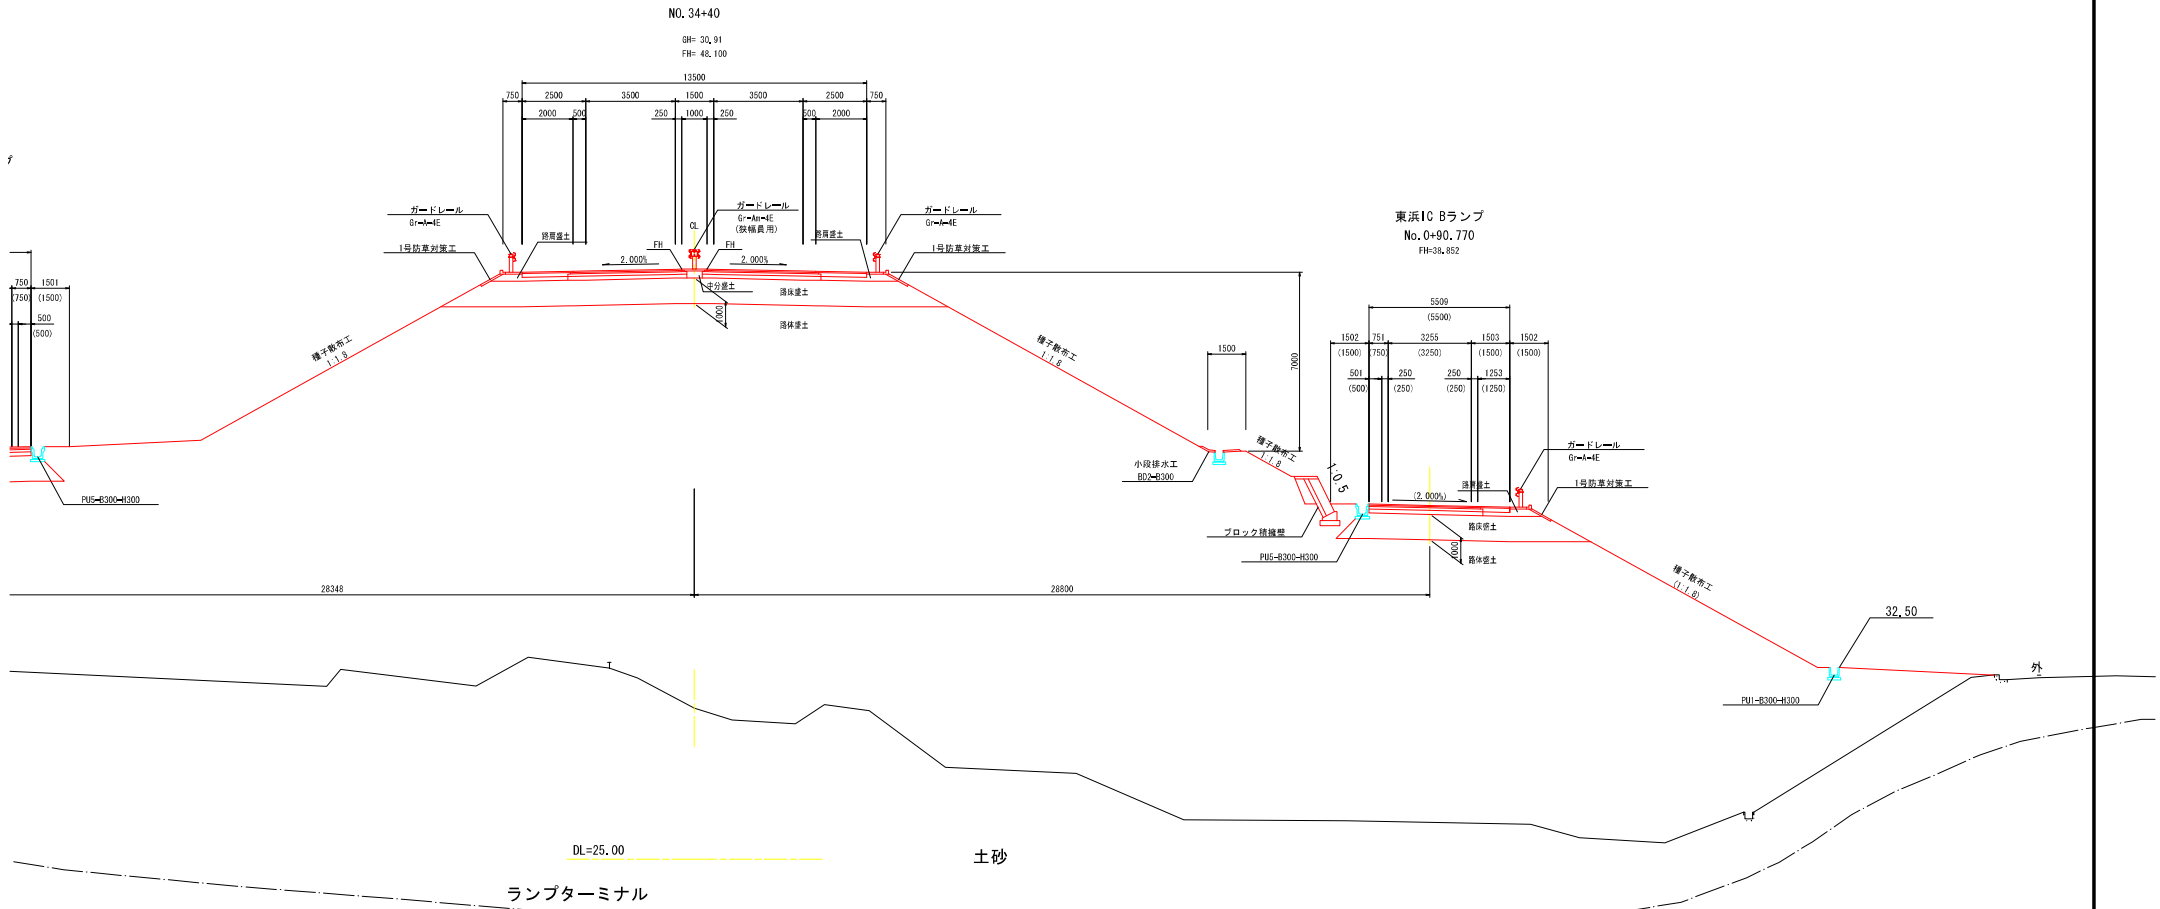 NO.34+40
GH= 30.91
FH= 48.100
13500
750
2500
3500
1500
3500
2500
750
2000
500
250
1000
250
500
2000
プ
ガードレール
Gr-A-4E
1号防草対策工
路肩盛土
CL
ガードレール
Gr-Am-4E
(狭幅員用)
路肩盛土
ガードレール
Gr-A-4E
1号防草対策工
FH
FH
2.000%
2.000%
中分盛土
路床盛土
1000
路体盛土
東浜IC Bランプ
No.0+90.770
FH=38.852
750
1501
(750)
(1500)
500
(500)
種子散布工
1:1.8
種子散布工
1:1.8
1500
7000
5509
(5500)
1502
751
3255
1503
1502
(1500)
(750)
(3250)
(1500)
(1500)
501
250
250
1253
(500)
(250)
(250)
(1250)
種子散布工
1:1.8
1:0.5
小段排水工
BD2-B300
ガードレール
Gr-A-4E
路肩盛土
1号防草対策工
(2.000%)
PU5-B300-H300
ブロック積擁壁
PU5-B300-H300
路床盛土
1000
路体盛土
種子散布工
(1:1.8)
28348
28800
32.50
外
PU1-B300-H300
DL=25.00
土砂
ランプターミナル